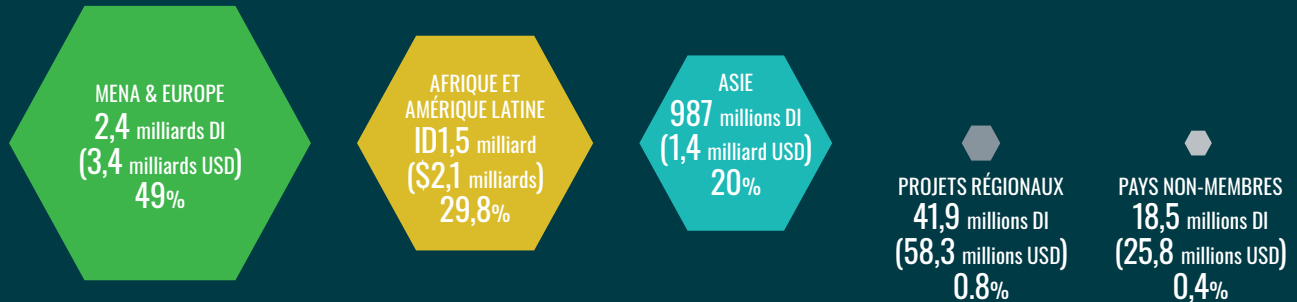 MENA & EUROPE
2,4 milliards DI
(3,4 milliards USD)
49%
AFRIQUE ET
AMÉRIQUE LATINE
ID1,5 milliard
($2,1 milliards)
29,8%
ASIE
987 millions DI
(1,4 milliard USD)
20%
PROJETS RÉGIONAUX
41,9 millions DI
(58,3 millions USD)
0.8%
PAYS NON-MEMBRES
18,5 millions DI
(25,8 millions USD)
0,4%